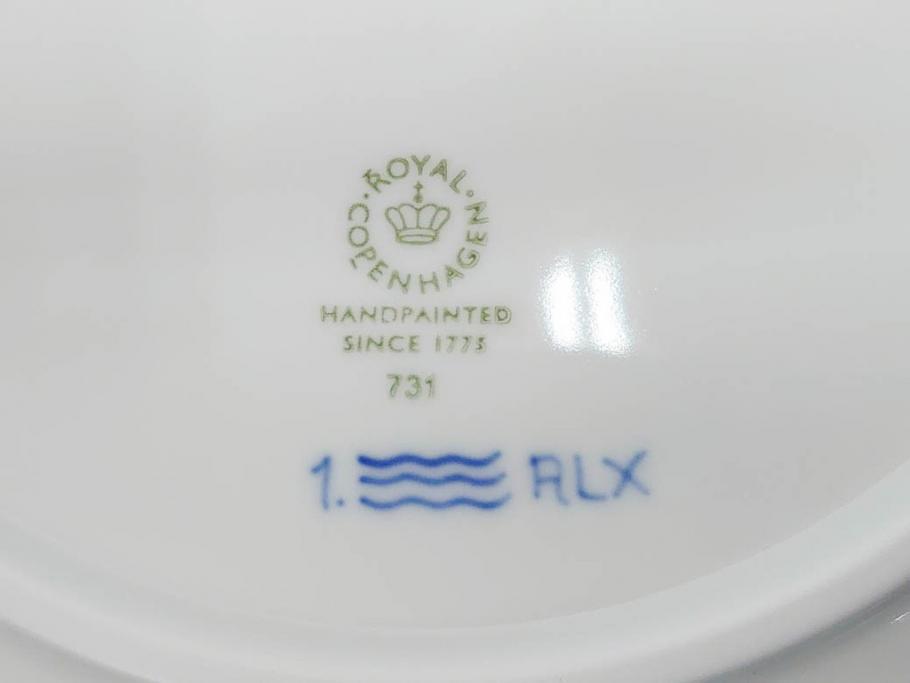 ROYAL
COPENHAGEN
HANDPAINTED
SINCE 1775
731
1. RLX